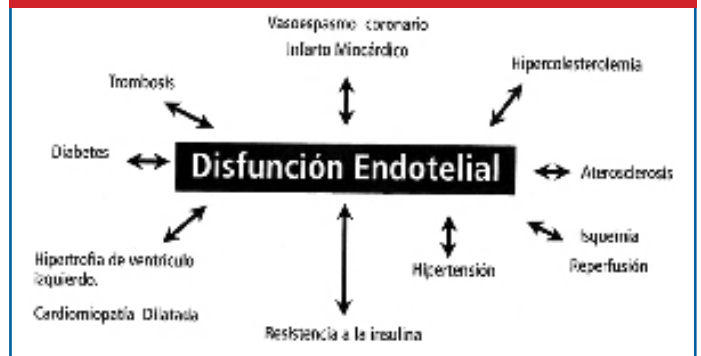 Vasoespasmo coronario
Infarto Miocárdico
Hipercolesterolemia
Trombosis
Diabetes
Disfunción Endotelial
Aterosclerosis
Isquemia
Reperfusión
Hipertrofia de ventrículo
izquierdo.
Hipertensión
Cardiomiopatía Dilatada
Resistencia a la insulina